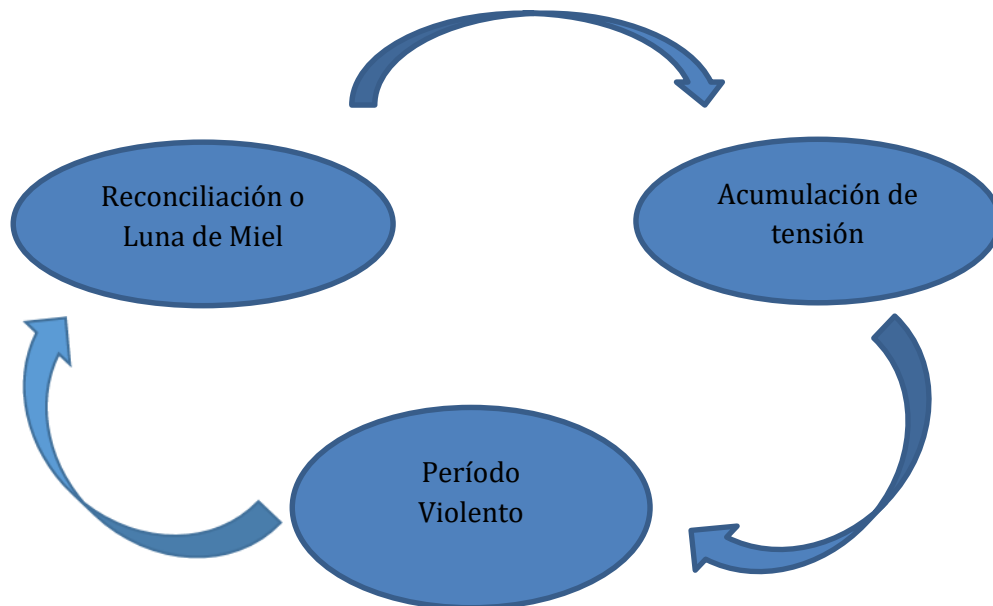 Reconciliación o
Luna de Miel
Acumulación de
tensión
Período
Violento